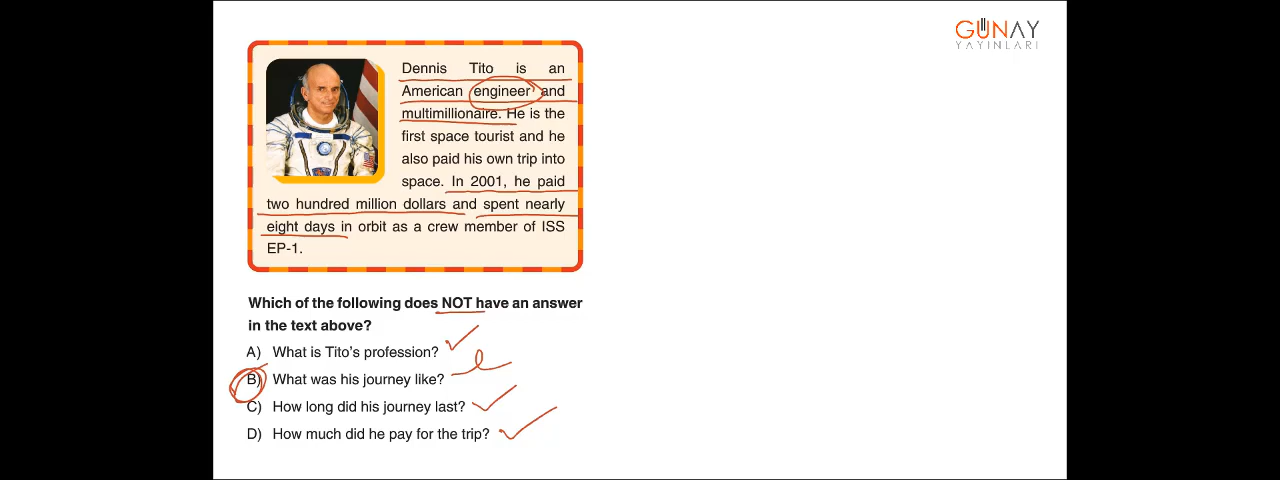 GÜNAY
YAYINLARI
Dennis Tito is an
American engineer and
multimillionaire. He is the
first space tourist and he
also paid his own trip into
space. In 2001, he paid
two hundred million dollars and spent nearly
eight days in orbit as a crew member of ISS
EP-1.
Which of the following does NOT have an answer
in the text above?
A) What is Tito's profession?
B) What was his journey like?
C) How long did his journey last?
D) How much did he pay for the trip?